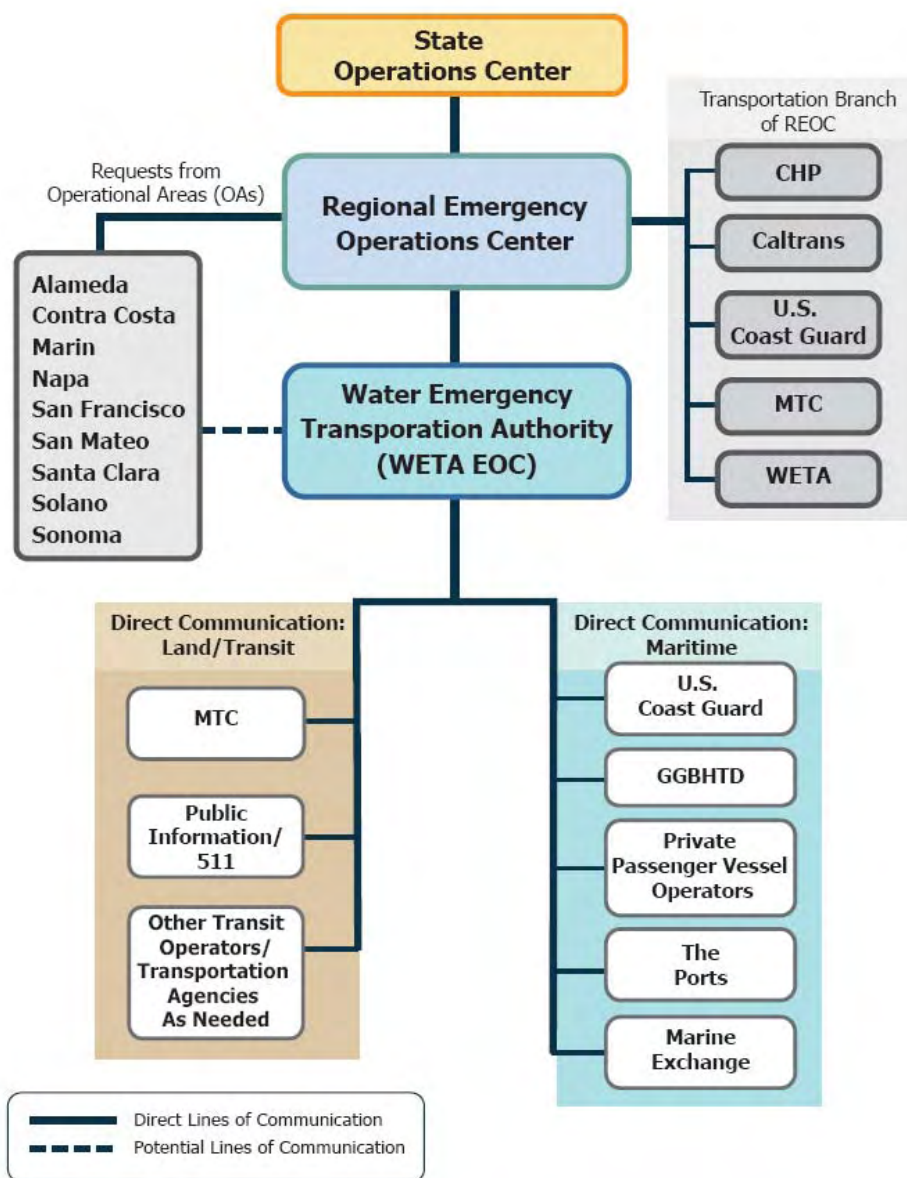 State
Operations Center
Transportation Branch
of REOC
CHP
Caltrans
U.S.
Coast Guard
MTC
WETA
Requests from
Operational Areas (OAs)
Regional Emergency
Operations Center
Alameda
Contra Costa
Marin
Napa
San Francisco
San Mateo
Santa Clara
Solano
Sonoma
Water Emergency
Transporation Authority
(WETA EOC)
Direct Communication:
Land/Transit
MTC
Public
Information/
511
Other Transit
Operators/
Transportation
Agencies
As Needed
Direct Communication:
Maritime
U.S.
Coast Guard
GGBHTD
Private
Passenger Vessel
Operators
The
Ports
Marine
Exchange
Direct Lines of Communication
Potential Lines of Communication